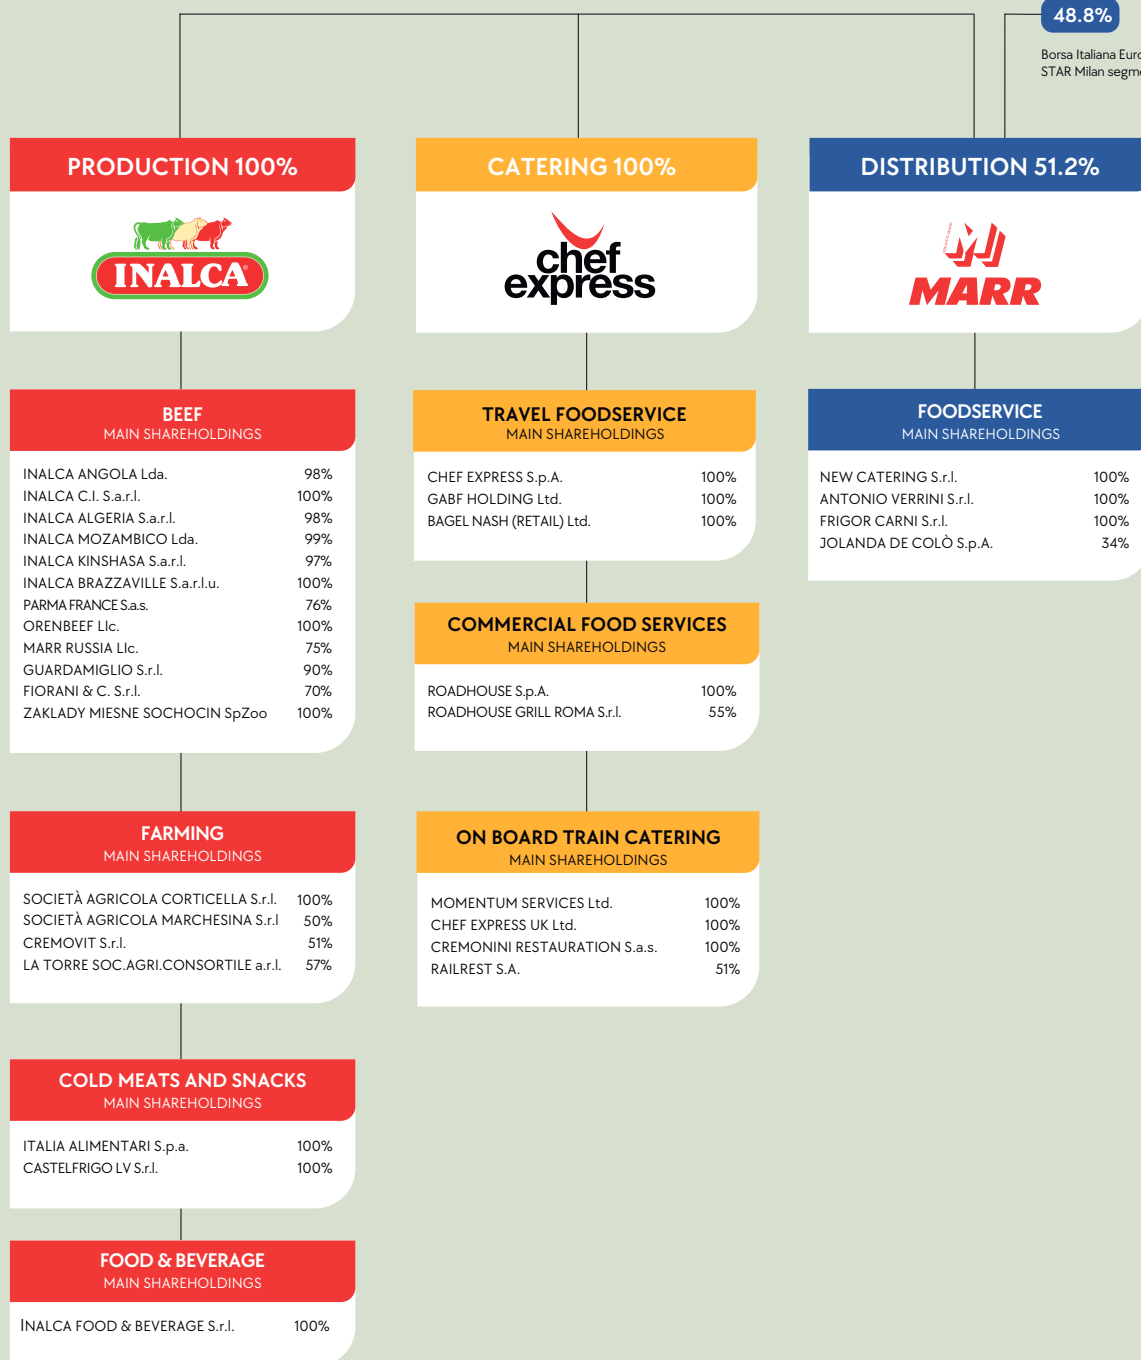 48.8%
Borsa Italiana Euro
STAR Milan segm
PRODUCTION 100%
INALCA
BEEF
MAIN SHAREHOLDINGS
INALCA ANGOLA Lda. 98%
INALCA C.I. S.a.r.l. 100%
INALCA ALGERIA S.a.r.l. 98%
INALCA MOZAMBICO Lda. 99%
INALCA KINSHASA S.a.r.l. 97%
INALCA BRAZZAVILLE S.a.r.l.u. 100%
PARMA FRANCE S.a.s. 76%
ORENBEEF Llc. 100%
MARR RUSSIA Llc. 75%
GUARDAMIGLIO S.r.l. 90%
FIORANI & C. S.r.l. 70%
ZAKLADY MIESNE SOCHOCIN SpZoo 100%
FARMING
MAIN SHAREHOLDINGS
SOCIETÀ AGRICOLA CORTICELLA S.r.l. 100%
SOCIETÀ AGRICOLA MARCHESINA S.r.l 50%
CREMOVIT S.r.l. 51%
LA TORRE SOC.AGRI.CONSORTILE a.r.l. 57%
COLD MEATS AND SNACKS
MAIN SHAREHOLDINGS
ITALIA ALIMENTARI S.p.a. 100%
CASTELFRIGO LV S.r.l. 100%
FOOD & BEVERAGE
MAIN SHAREHOLDINGS
INALCA FOOD & BEVERAGE S.r.l. 100%
CATERING 100%
chef
express
TRAVEL FOODSERVICE
MAIN SHAREHOLDINGS
CHEF EXPRESS S.p.A. 100%
GABF HOLDING Ltd. 100%
BAGEL NASH (RETAIL) Ltd. 100%
COMMERCIAL FOOD SERVICES
MAIN SHAREHOLDINGS
ROADHOUSE S.p.A. 100%
ROADHOUSE GRILL ROMA S.r.l. 55%
ON BOARD TRAIN CATERING
MAIN SHAREHOLDINGS
MOMENTUM SERVICES Ltd. 100%
CHEF EXPRESS UK Ltd. 100%
CREMONINI RESTAURATION S.a.s. 100%
RAILREST S.A. 51%
DISTRIBUTION 51.2%
MARR
FOODSERVICE
MAIN SHAREHOLDINGS
NEW CATERING S.r.l. 100%
ANTONIO VERRINI S.r.l. 100%
FRIGOR CARNI S.r.l. 100%
JOLANDA DE COLÒ S.p.A. 34%